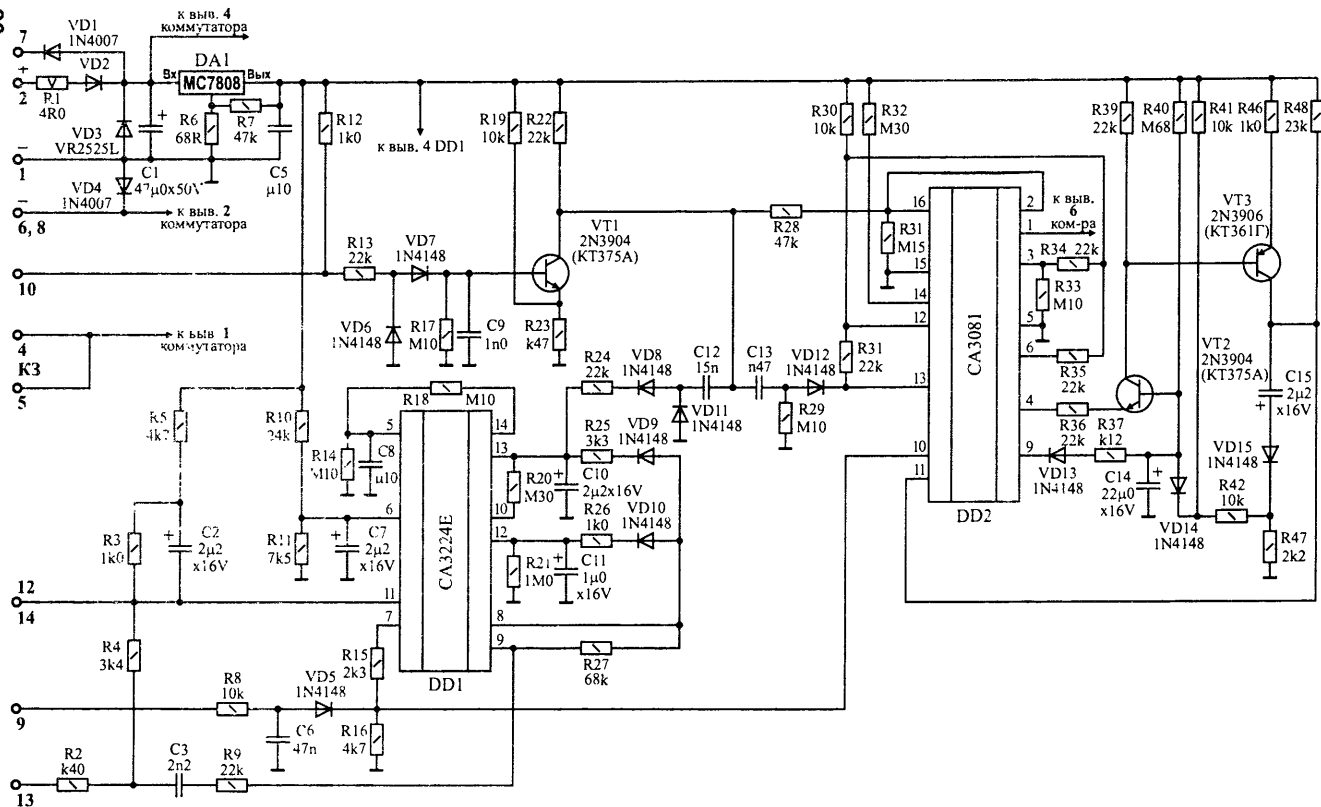 8
7
VD1
1N4007
к выв. 4
коммутатора
+
2
R1
4R0
VD2
DA1
Вх
MC7808
Вых
R6
68R
R7
47k
VD3
VR2525L
+
C1
47µ0x50V
C5
µ10
−
1
VD4
1N4007
−
6, 8
к выв. 2
коммутатора
R12
1k0
к выв. 4 DD1
R19
10k
R22
22k
R30
10k
R32
M30
R39
22k
R40
M68
R41
10k
R46
1k0
R48
23k
10
R13
22k
VD7
1N4148
VD6
1N4148
R17
M10
C9
1n0
VT1
2N3904
(КТ375А)
R23
k47
4
КЗ
5
к выв. 1
коммутатора
R28
47k
R31
M15
16
15
14
12
13
10
11
CA3081
DD2
2
1
3
5
6
4
9
к выв.
6
ком-ра
R34 22k
R33
M10
R35
22k
R36
22k
R37
k12
VD13
1N4148
C14
22µ0
x16V
+
VD14
1N4148
VT3
2N3906
(КТ361Г)
VT2
2N3904
(КТ375А)
C15
2µ2
x16V
+
VD15
1N4148
R42
10k
R47
2k2
R24
22k
VD8
1N4148
C12
15n
C13
n47
VD12
1N4148
R31
22k
VD11
1N4148
R29
M10
R5
4k7
R10
24k
R18 M10
R14
M10
C8
µ10
5
6
11
7
CA3224E
DD1
14
13
10
12
8
9
R20
M30
+
C10
2µ2x16V
R25
3k3
VD9
1N4148
R26
1k0
VD10
1N4148
R21
1M0
+
C11
1µ0
x16V
R3
1k0
+
C2
2µ2
x16V
R11
7k5
+
C7
2µ2
x16V
12
14
R4
3k4
R15
2k3
R27
68k
9
R8
10k
VD5
1N4148
C6
47n
R16
4k7
13
R2
k40
C3
2n2
R9
22k